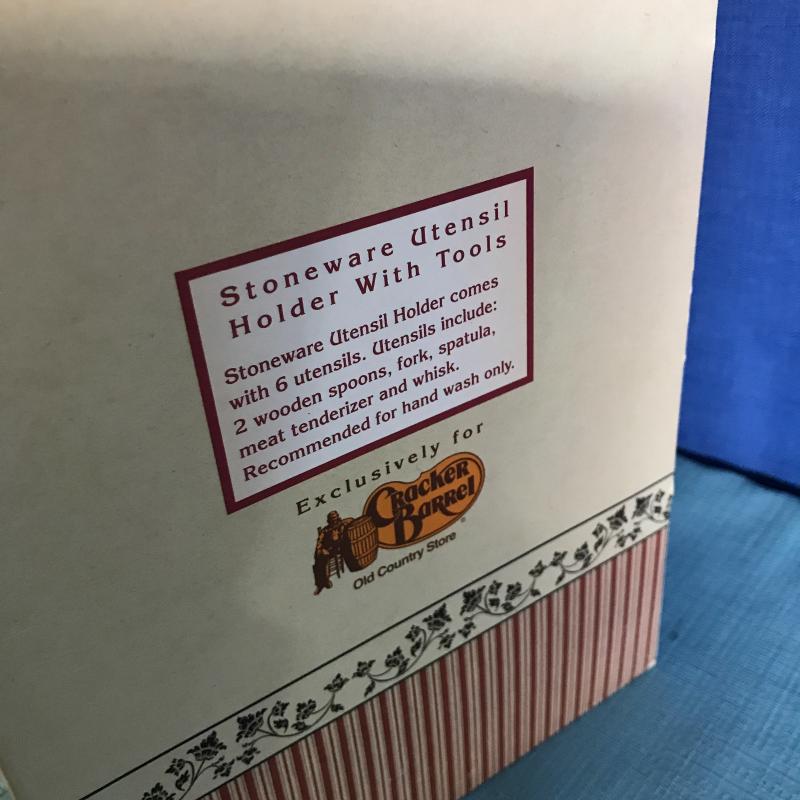 Stoneware Utensil
Holder With Tools
Stoneware Utensil Holder comes
with 6 utensils. Utensils include:
2 wooden spoons, fork, spatula,
meat tenderizer and whisk.
Recommended for hand wash only.
Exclusively for
Cracker
Barrel
®
Old Country Store